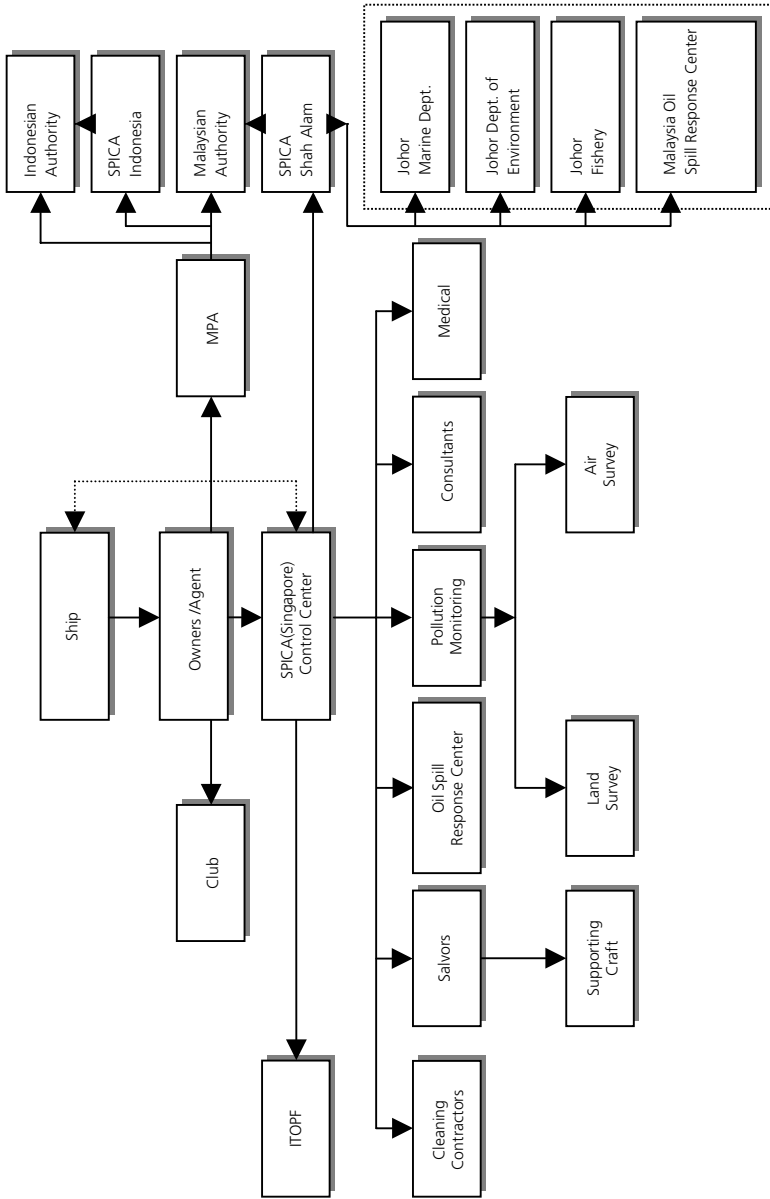 Ship
Owners /Agent
SPICA(Singapore)
Control Center
Club
ITOPF
MPA
Indonesian
Authority
SPICA
Indonesia
Malaysian
Authority
SPICA
Shah Alam
Johor
Marine Dept.
Johor Dept. of
Environment
Johor
Fishery
Malaysia Oil
Spill Response Center
Cleaning
Contractors
Salvors
Oil Spill
Response Center
Pollution
Monitoring
Consultants
Medical
Supporting
Craft
Land
Survey
Air
Survey